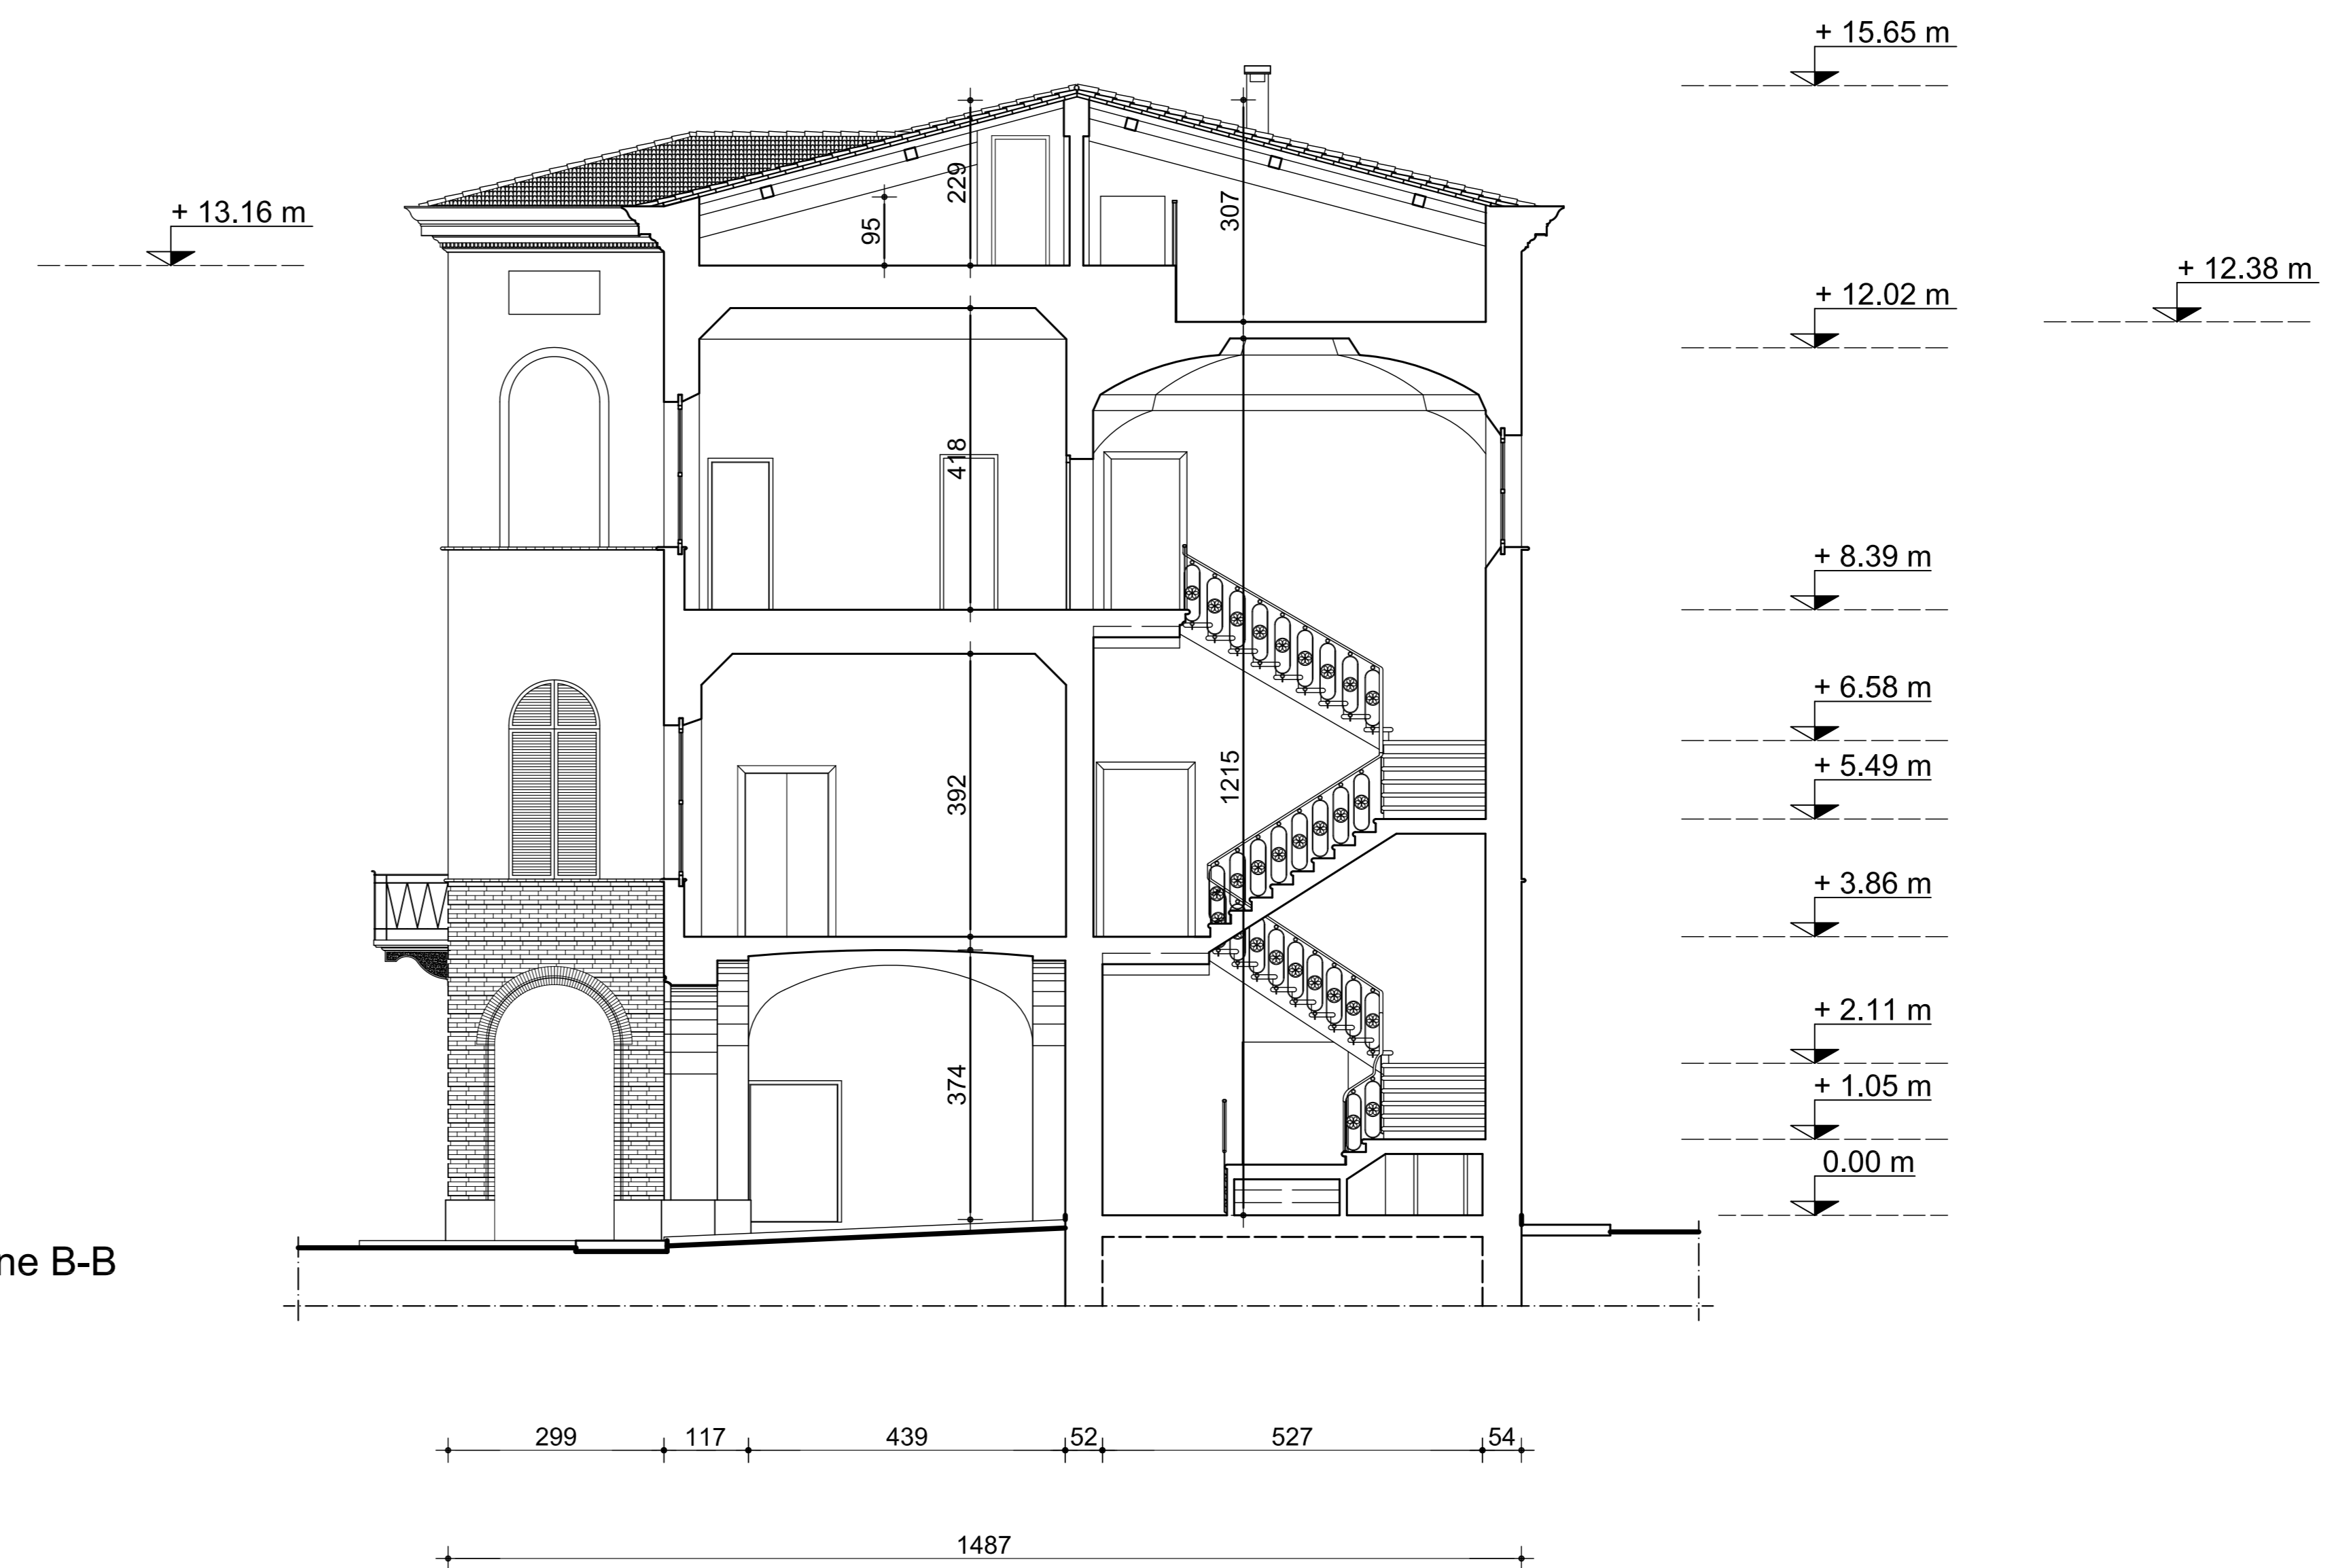 + 15.65 m
+ 13.16 m
+ 12.38 m
+ 12.02 m
229
95
307
418
+ 8.39 m
+ 6.58 m
+ 5.49 m
392
1215
+ 3.86 m
+ 2.11 m
374
+ 1.05 m
0.00 m
ne B-B
299 117 439 52 527 54
1487